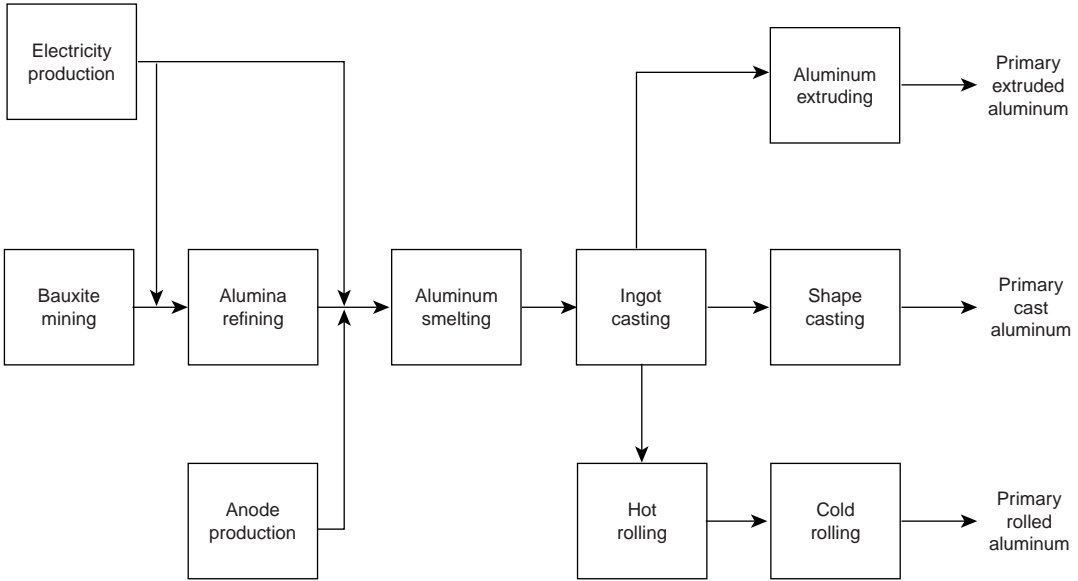 Electricity
production
Aluminum
extruding
Primary
extruded
aluminum
Bauxite
mining
Alumina
refining
Aluminum
smelting
Ingot
casting
Shape
casting
Primary
cast
aluminum
Anode
production
Hot
rolling
Cold
rolling
Primary
rolled
aluminum